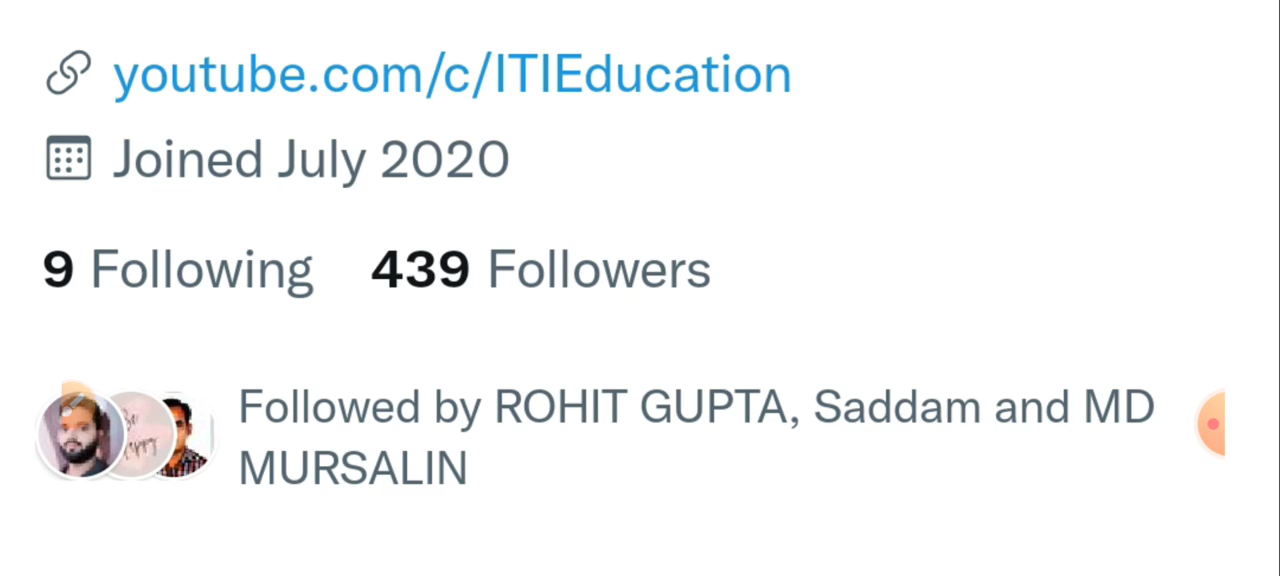 youtube.com/c/ITIEducation
Joined July 2020
9 Following 439 Followers
Followed by ROHIT GUPTA, Saddam and MD
MURSALIN